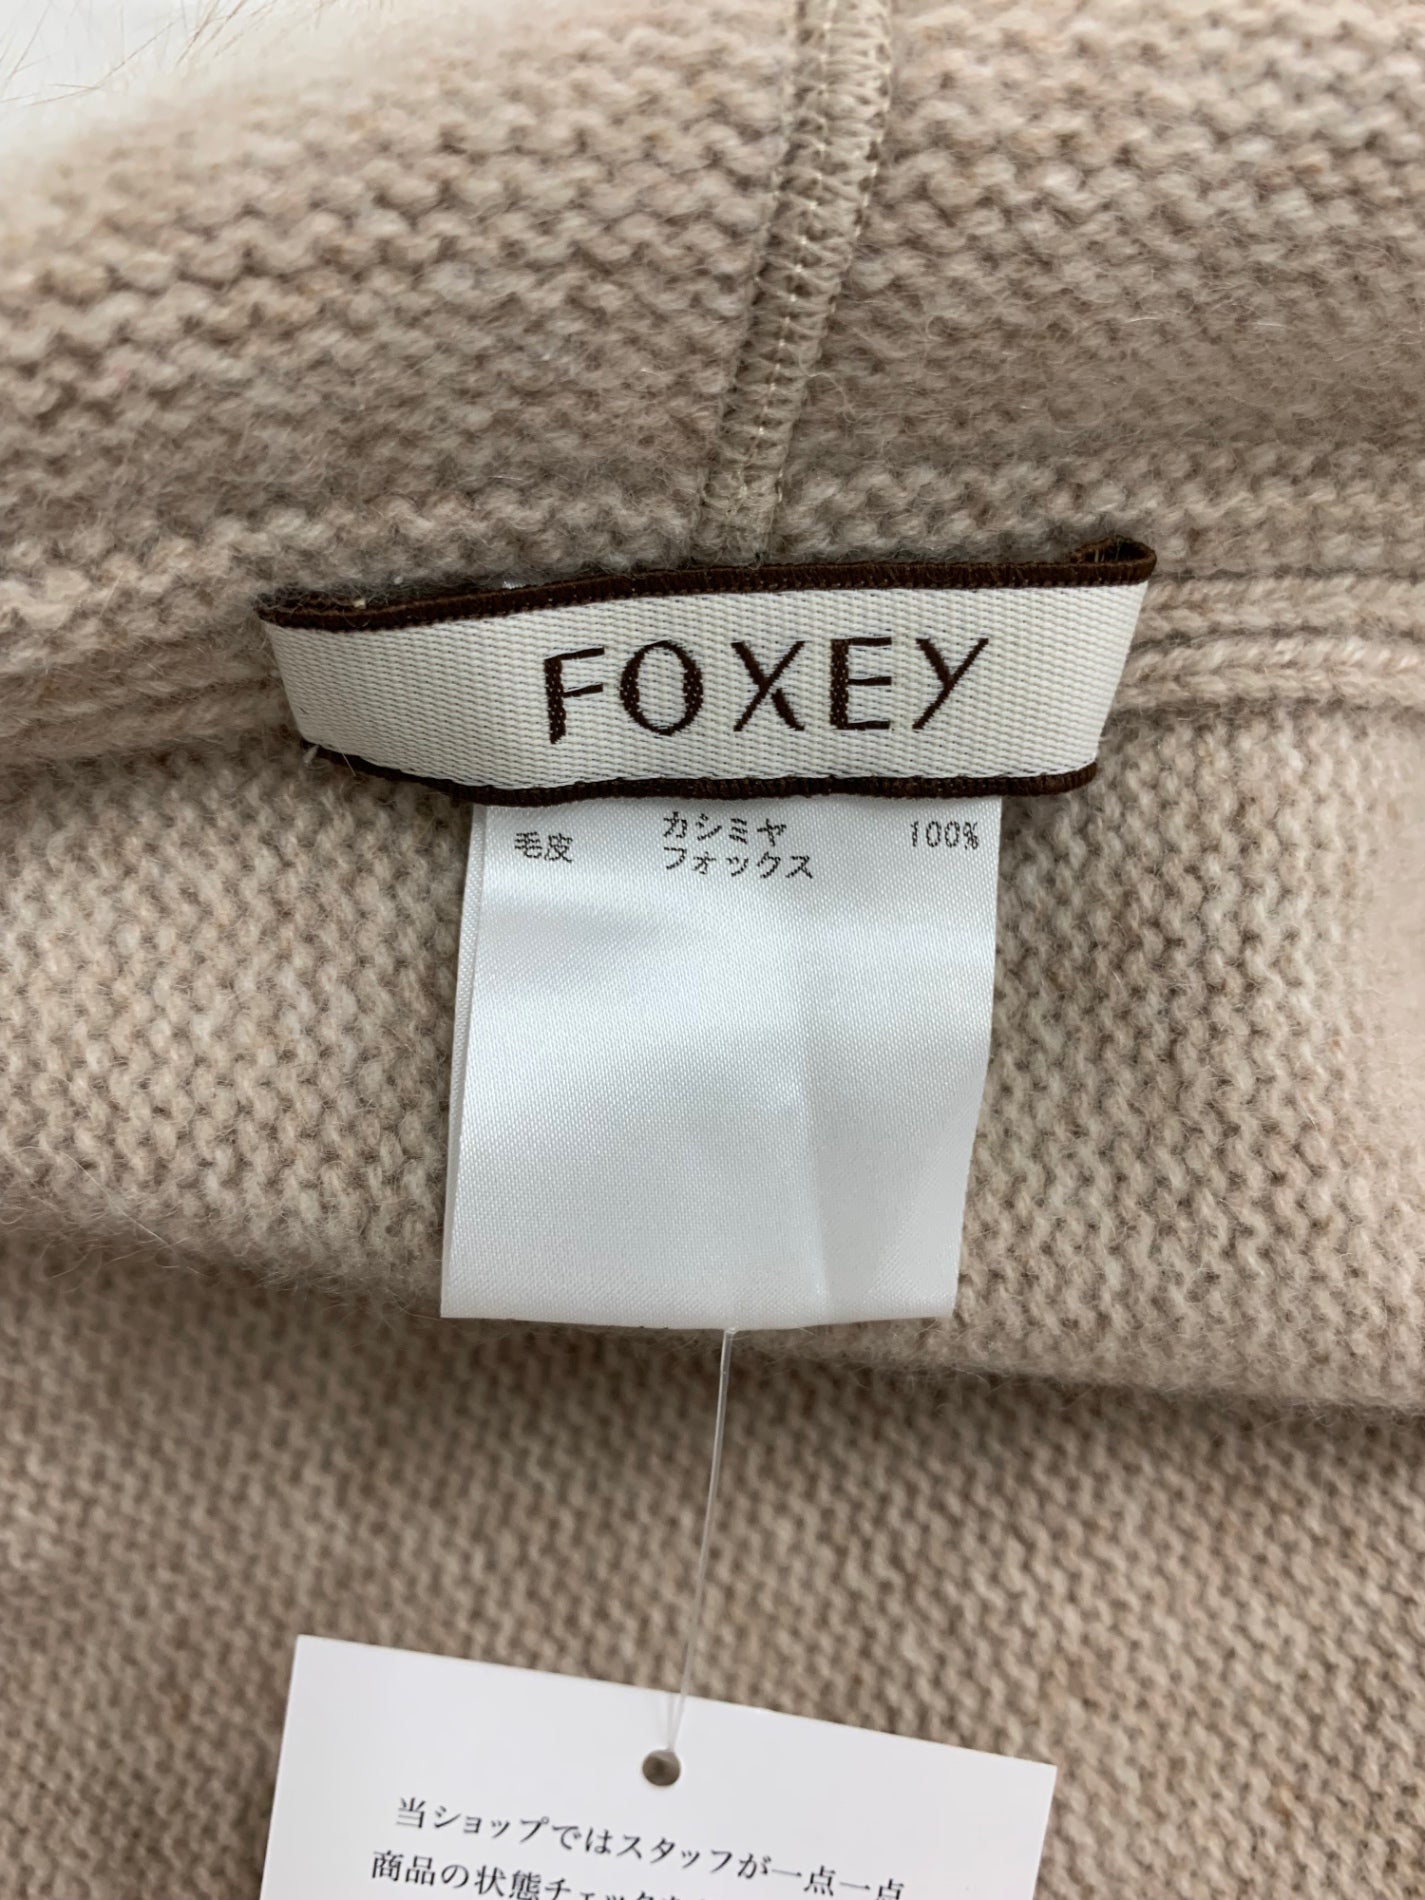 FOXEY
カシミヤ 100%
毛皮 フォックス
当ショップではスタッフが一点一点
商品の状態チェック